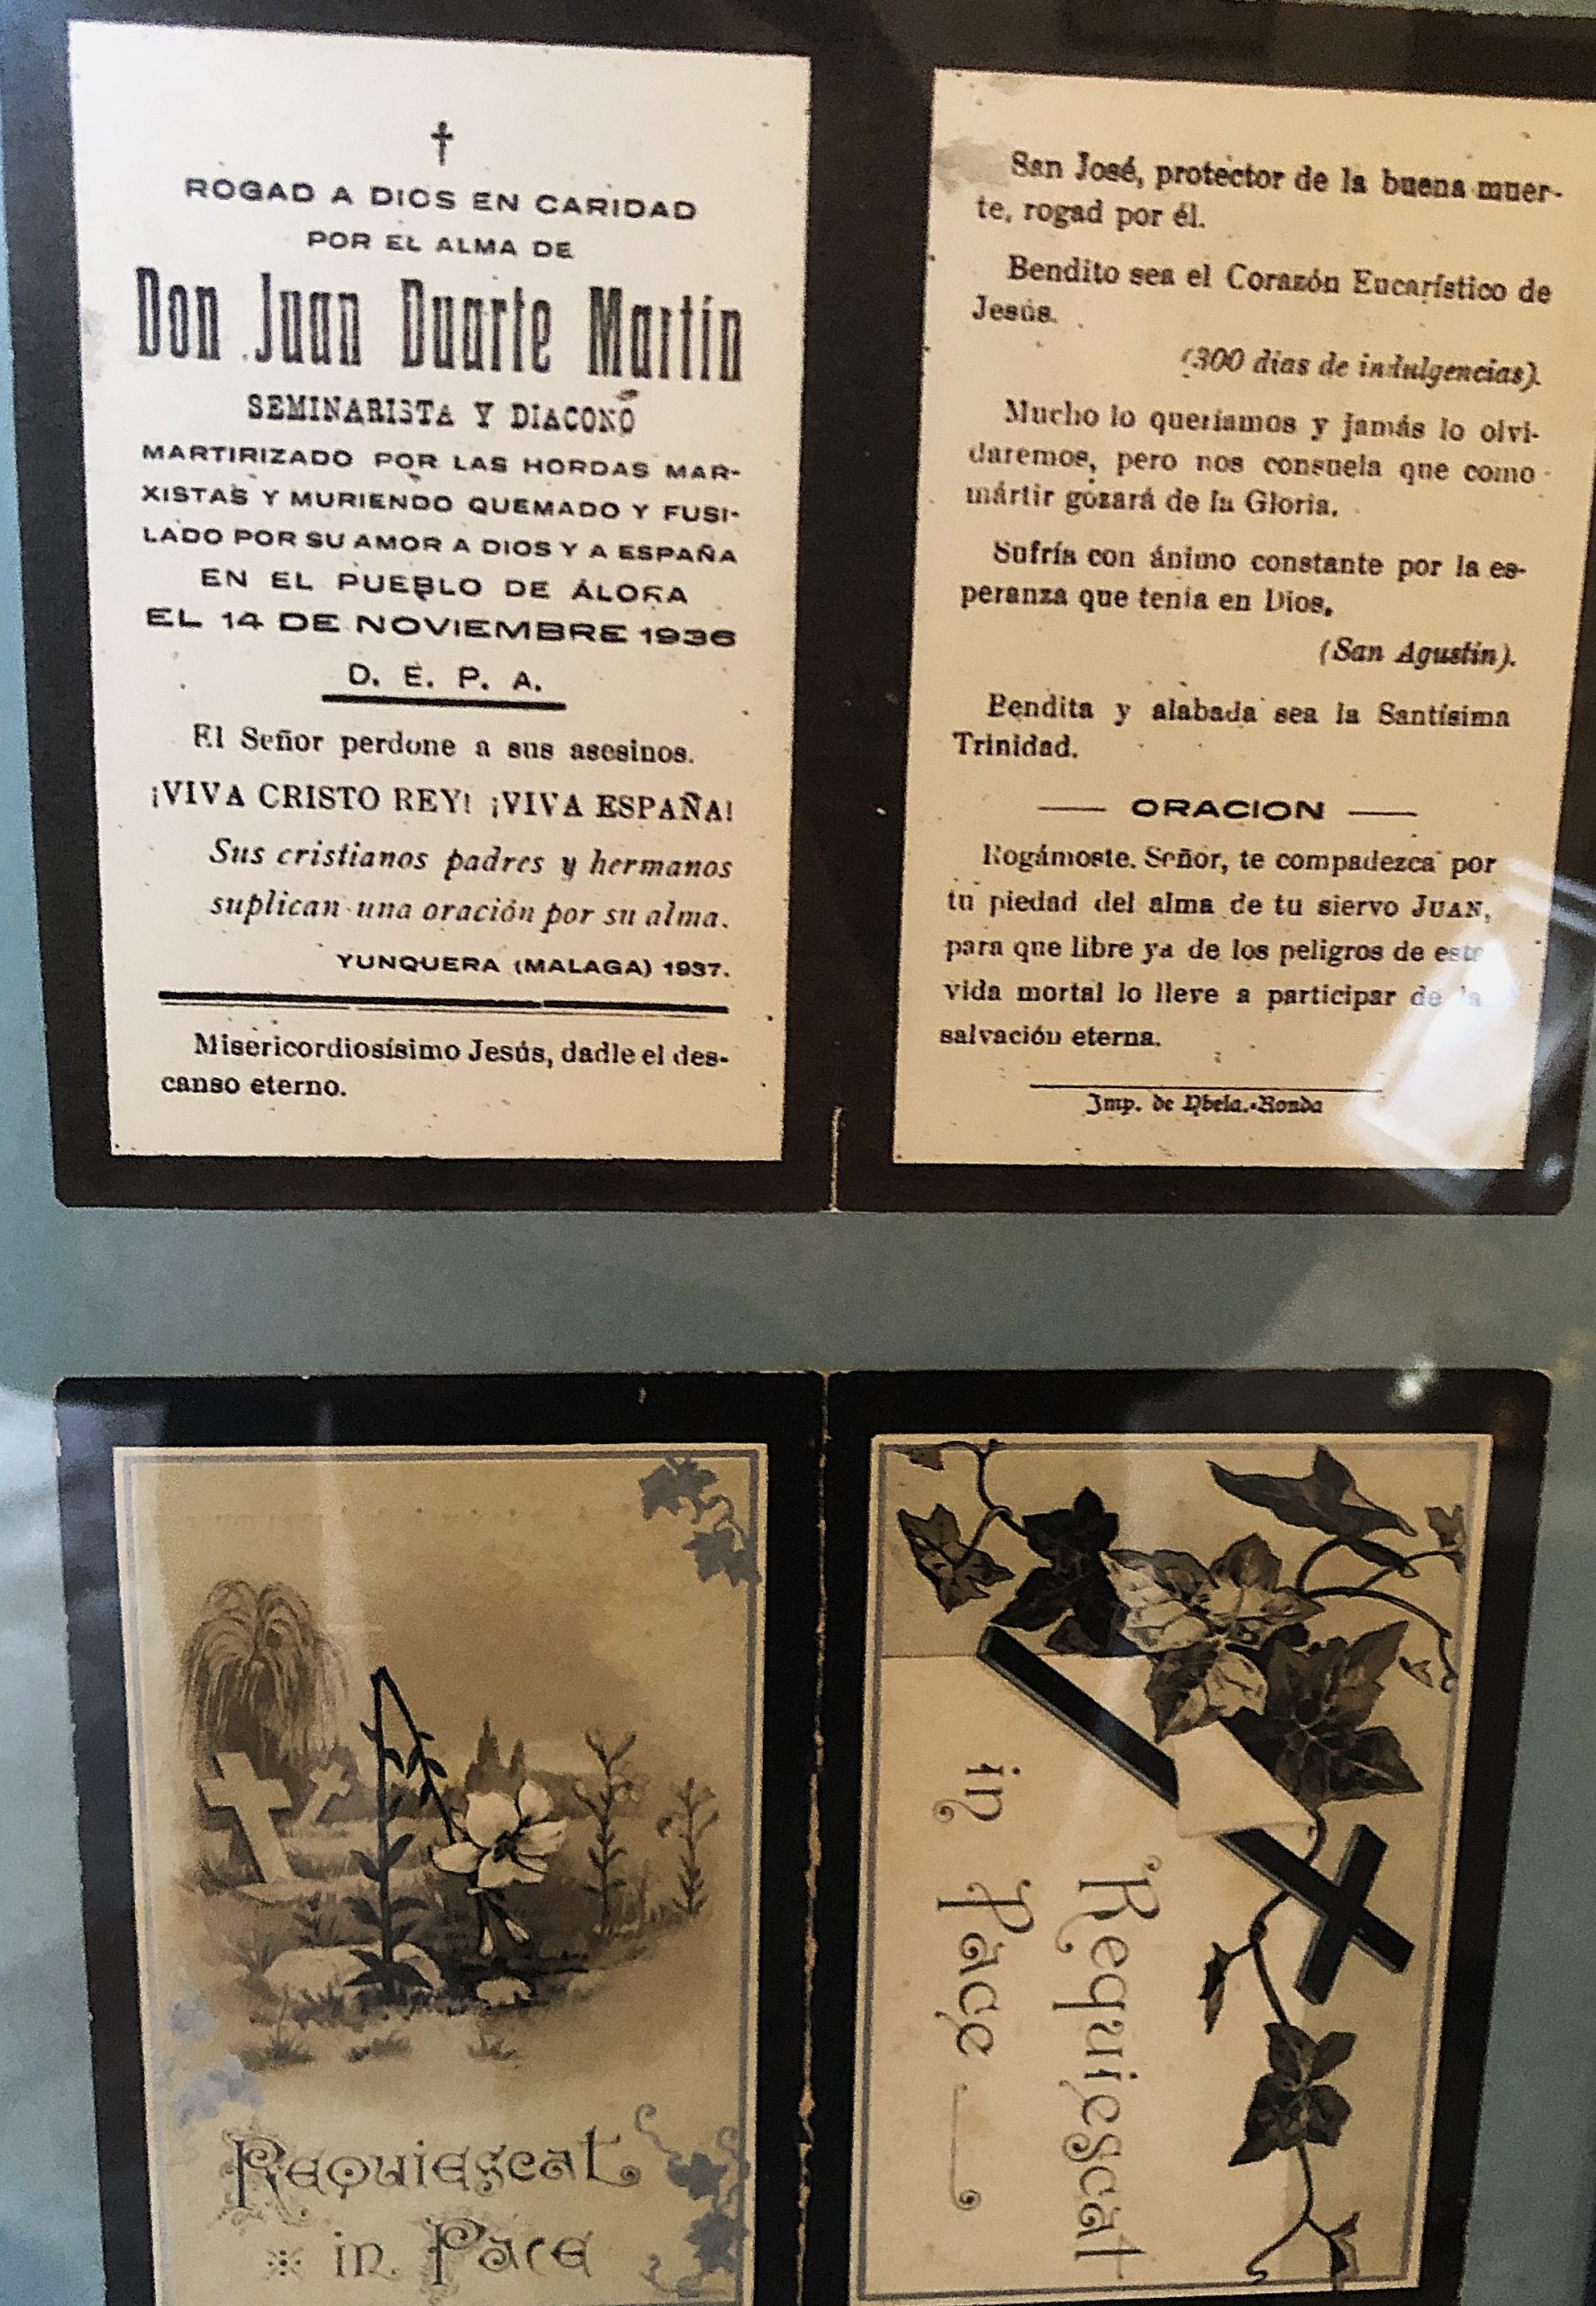 †
ROGAD A DIOS EN CARIDAD
POR EL ALMA DE
Don Juan Duarte Martín
SEMINARISTA Y DIACONO
MARTIRIZADO POR LAS HORDAS MAR-
XISTAS Y MURIENDO QUEMADO Y FUSI-
LADO POR SU AMOR A DIOS Y A ESPAÑA
EN EL PUEBLO DE ÁLORA
EL 14 DE NOVIEMBRE 1936
D. E. P. A.
El Señor perdone a sus asesinos.
¡VIVA CRISTO REY! ¡VIVA ESPAÑA!
Sus cristianos padres y hermanos
suplican una oración por su alma.
YUNQUERA (MALAGA) 1937.
Misericordiosísimo Jesús, dadle el des-
canso eterno.
San José, protector de la buena muer-
te, rogad por él.
Bendito sea el Corazón Eucarístico de
Jesús.
(300 días de indulgencias).
Mucho lo queríamos y jamás lo olvi-
daremos, pero nos consuela que como
mártir gozará de la Gloria.
Sufría con ánimo constante por la es-
peranza que tenía en Dios.
(San Agustín).
Bendita y alabada sea la Santísima
Trinidad.
ORACION
Rogámoste. Señor, te compadezca por
tu piedad del alma de tu siervo JUAN,
para que libre ya de los peligros de este
vida mortal lo lleve a participar de la
salvación eterna.
Imp. de Ybela.-Ronda
Requiescat
in Pace
Requiescat
in Pace